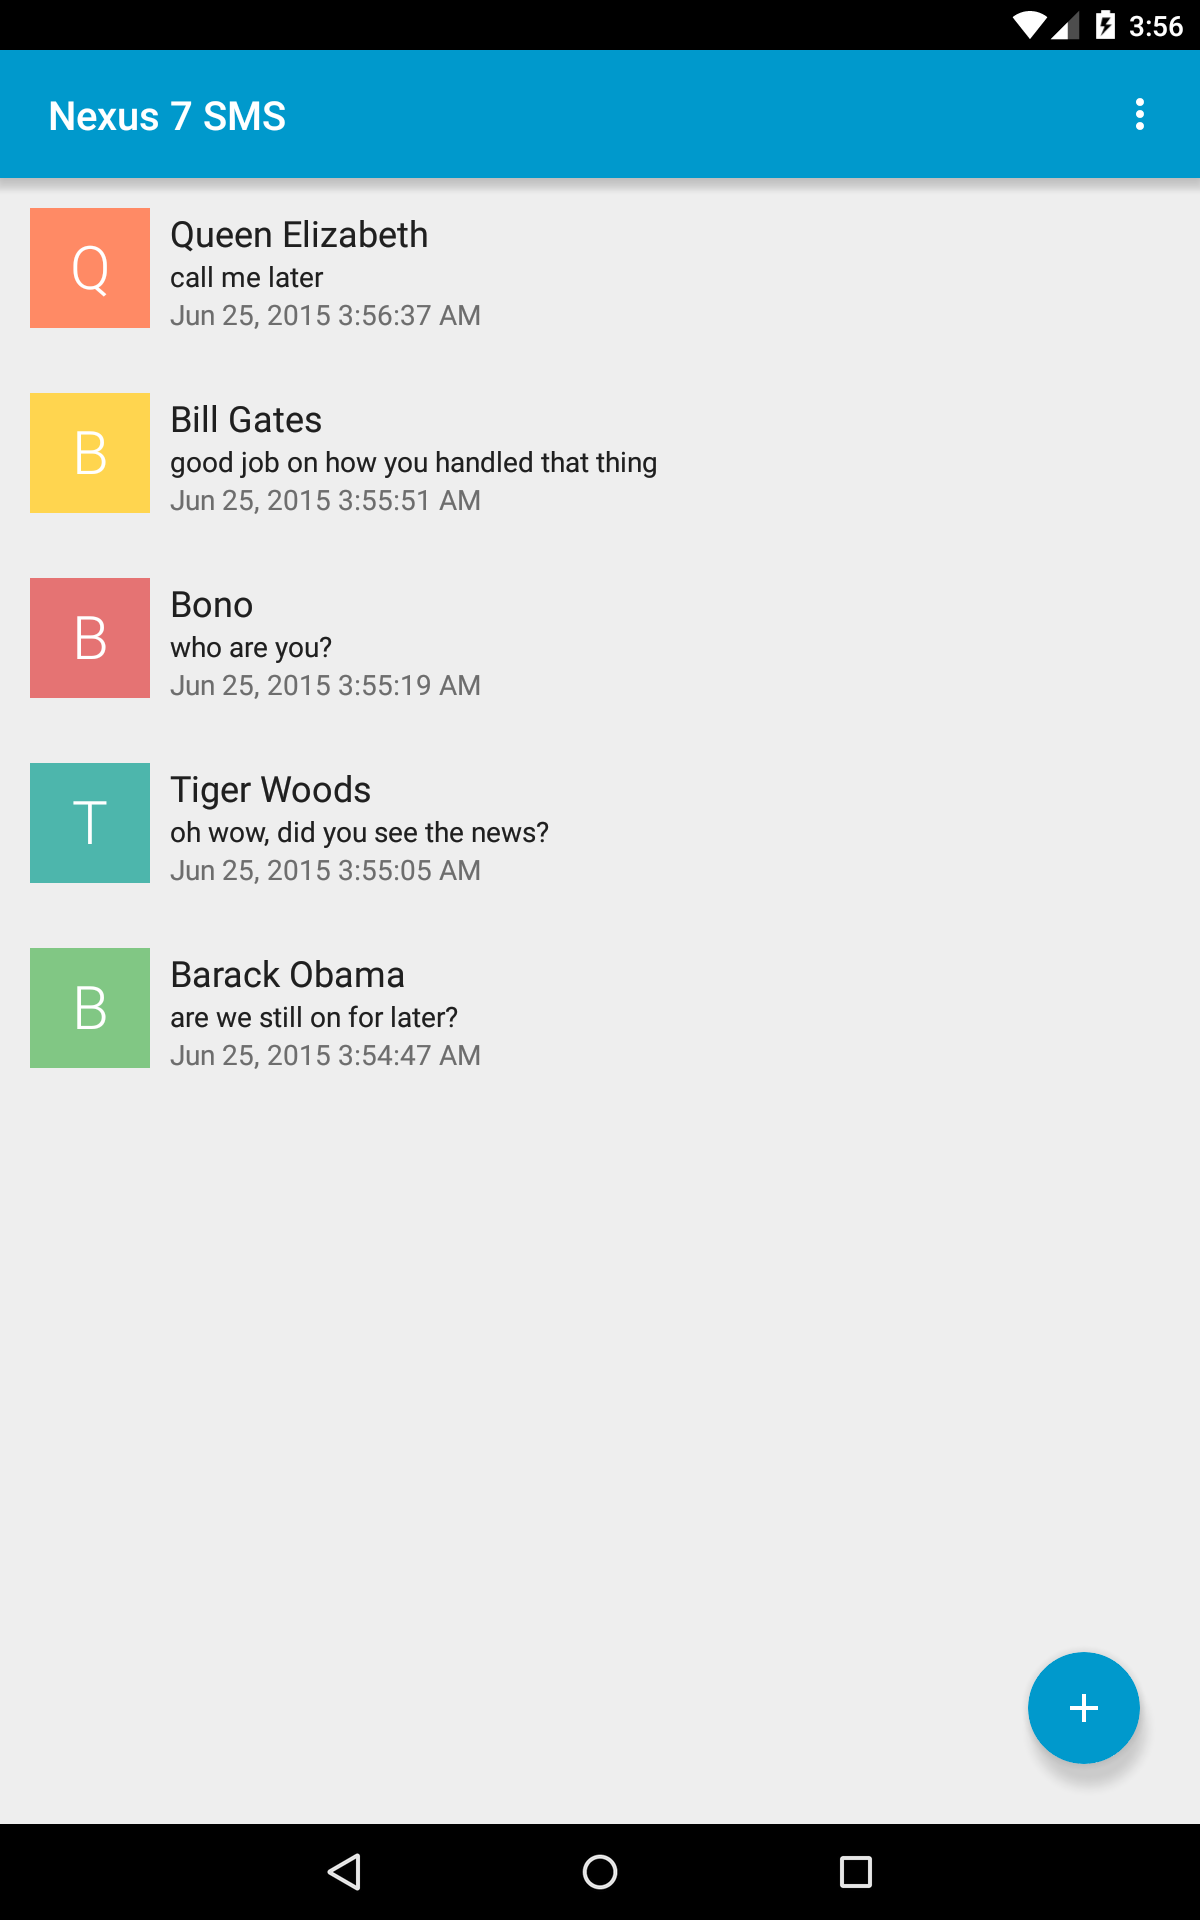 3:56
Nexus 7 SMS
Q
Queen Elizabeth
call me later
Jun 25, 2015 3:56:37 AM
B
Bill Gates
good job on how you handled that thing
Jun 25, 2015 3:55:51 AM
B
Bono
who are you?
Jun 25, 2015 3:55:19 AM
T
Tiger Woods
oh wow, did you see the news?
Jun 25, 2015 3:55:05 AM
B
Barack Obama
are we still on for later?
Jun 25, 2015 3:54:47 AM
+